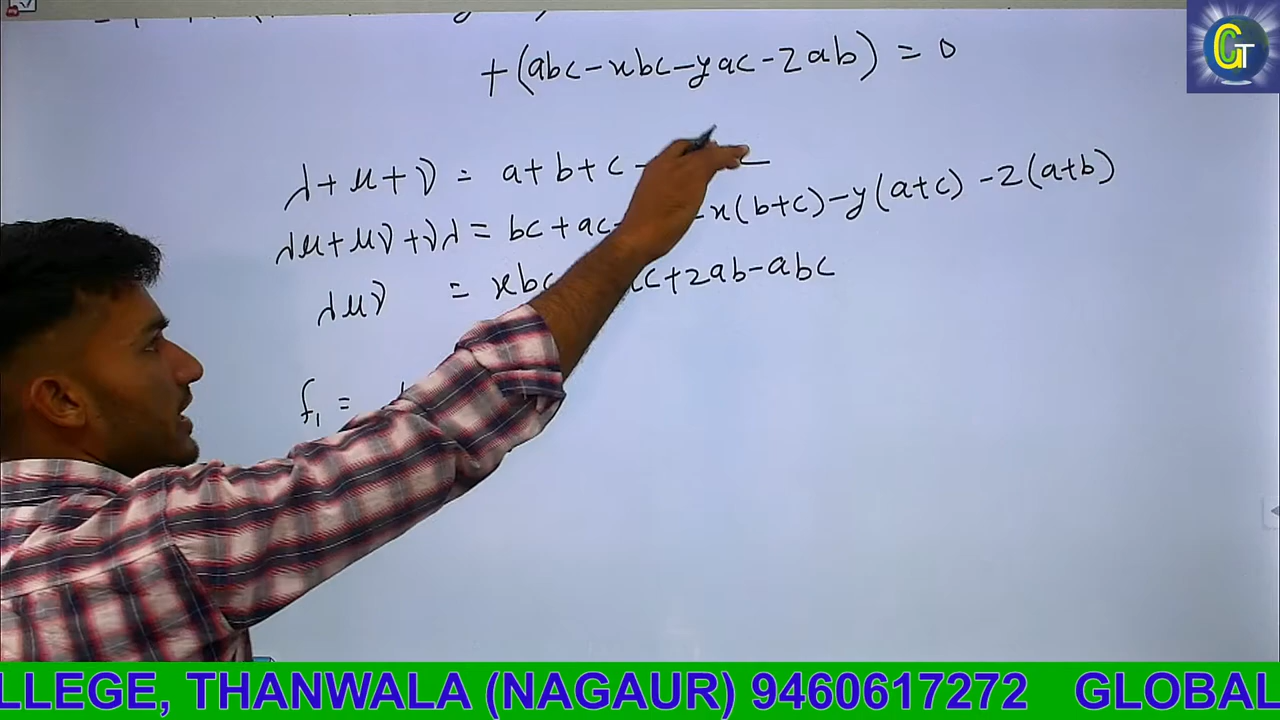 +(abc-xbc-yac-zab) = 0
λ+μ+ν = a+b+c-
λμ+μν+νλ = bc+ac -x(b+c)-y(a+c) -z(a+b)
λμν = xbc c+zab-abc
f₁ =
GT
LLEGE, THANWALA (NAGAUR) 9460617272 GLOBAL